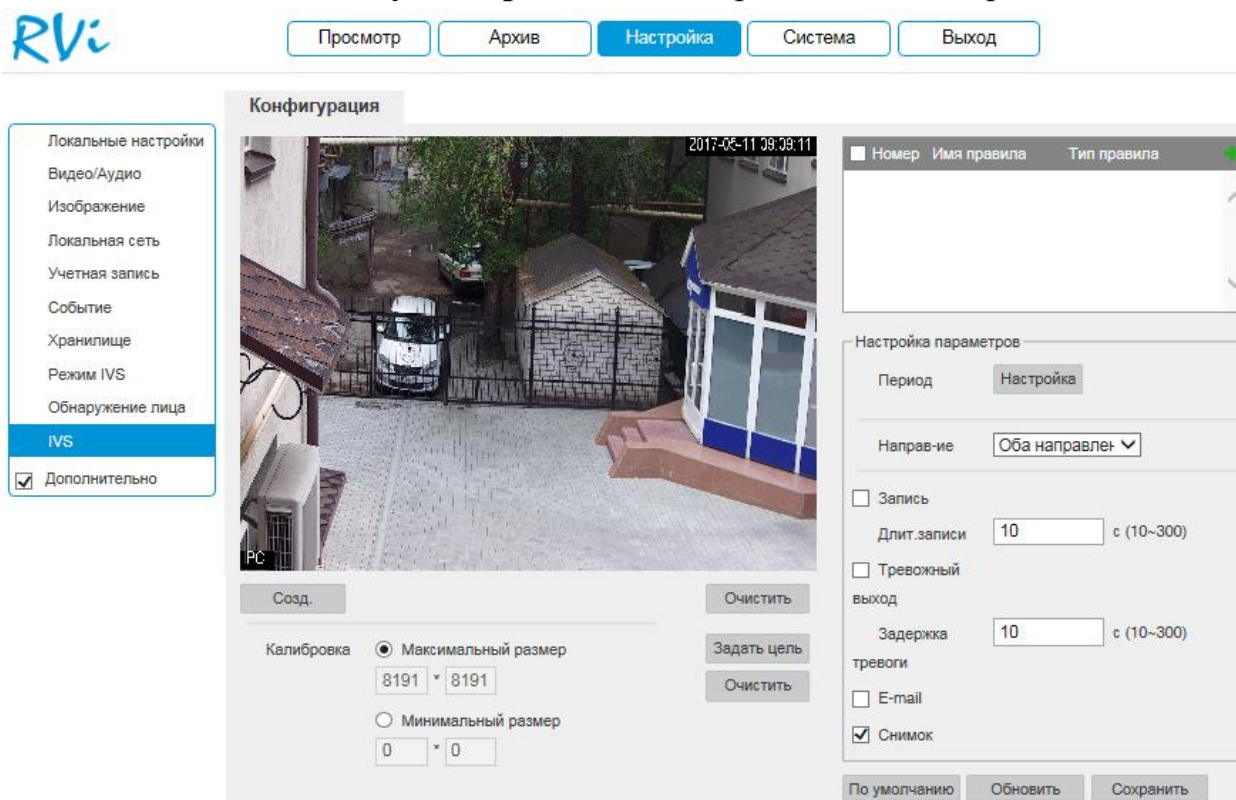 RVi
Просмотр Архив Настройка Система Выход
Конфигурация
Локальные настройки
Видео/Аудио
Изображение
Локальная сеть
Учетная запись
Событие
Хранилище
Режим IVS
Обнаружение лица
IVS
Дополнительно
2017-05-11 09:09:11
PC
Созд. Очистить
Калибровка Максимальный размер Задать цель
8191 * 8191 Очистить
Минимальный размер
0 * 0
Номер Имя правила Тип правила
Настройка параметров
Период Настройка
Направ-ие Оба направлен
Запись
Длит.записи 10 с (10~300)
Тревожный
выход
Задержка 10 с (10~300)
тревоги
E-mail
Снимок
По умолчанию Обновить Сохранить